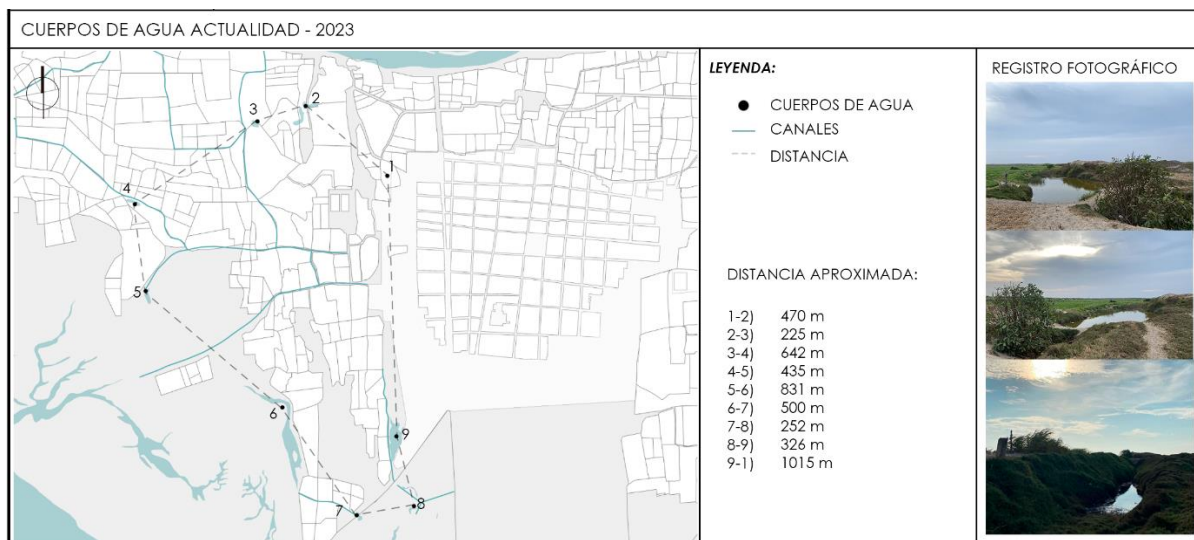 CUERPOS DE AGUA ACTUALIDAD - 2023
1
2
3
4
5
6
7
8
9
LEYENDA:
CUERPOS DE AGUA
CANALES
DISTANCIA
DISTANCIA APROXIMADA:
1-2) 470 m
2-3) 225 m
3-4) 642 m
4-5) 435 m
5-6) 831 m
6-7) 500 m
7-8) 252 m
8-9) 326 m
9-1) 1015 m
REGISTRO FOTOGRÁFICO